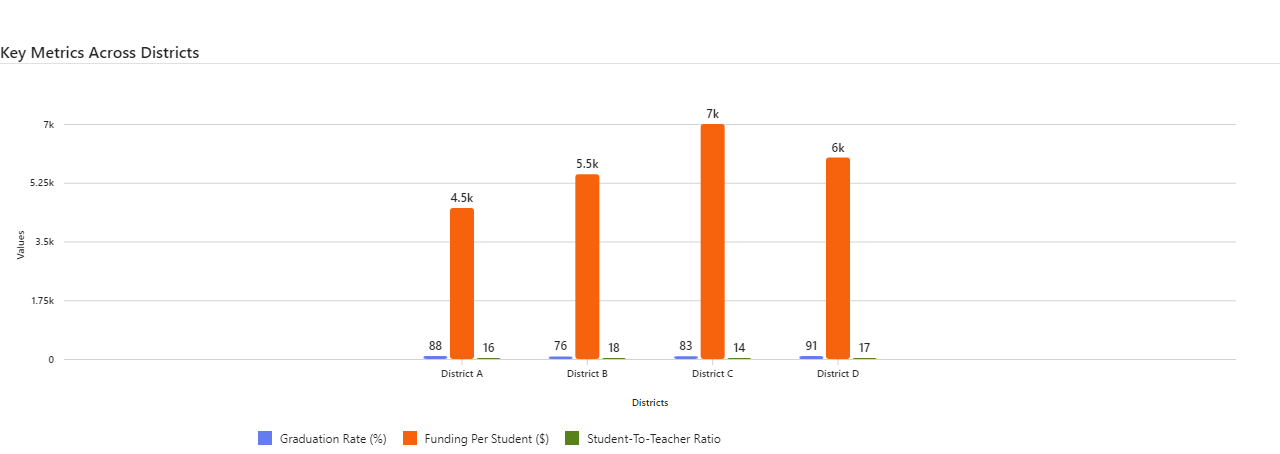 Key Metrics Across Districts
7k
7k
6k
5.5k
5.25k
4.5k
Values
3.5k
1.75k
88
16
76
18
83
14
91
17
0
District A
District B
District C
District D
Districts
Graduation Rate (%)
Funding Per Student ($)
Student-To-Teacher Ratio